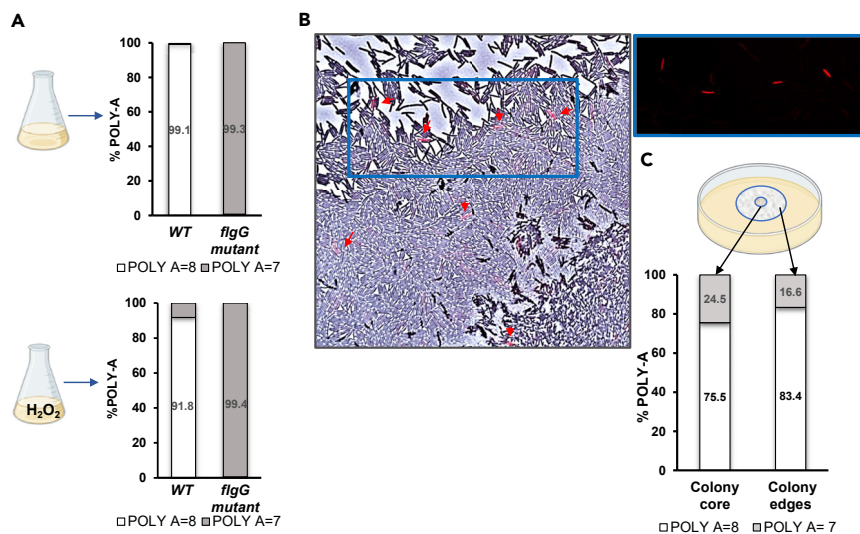 A
% POLY-A
100
80
60
40
20
0
99.1
99.3
WT
flgG
mutant
POLY A=8
POLY A=7
H2O2
%POLY-A
100
80
60
40
20
0
91.8
99.4
WT
flgG
mutant
POLY A=8
POLY A=7
B
C
% POLY-A
100
80
60
40
20
0
24.5
16.6
75.5
83.4
Colony
core
Colony
edges
POLY A=8
POLY A= 7